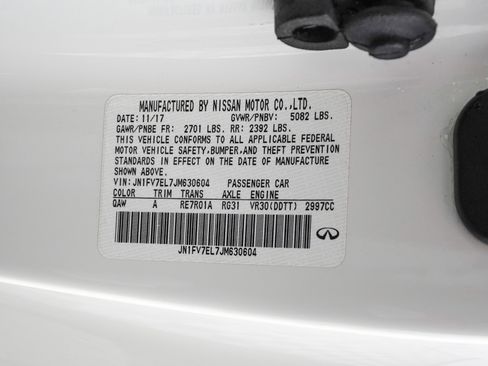 MANUFACTURED BY NISSAN MOTOR CO.,LTD.
DATE: 11/17 GVWR/PNBV: 5082 LBS.
GAWR/PNBE FR: 2701 LBS. RR: 2392 LBS.
THIS VEHICLE CONFORMS TO ALL APPLICABLE FEDERAL
MOTOR VEHICLE SAFETY, BUMPER, AND THEFT PREVENTION
STANDARDS IN EFFECT ON THE DATE OF MANUFACTURE
SHOWN ABOVE.
VIN: JN1FV7EL7JM630604 PASSENGER CAR
COLOR TRIM TRANS AXLE ENGINE
QAW A RE7R01A RG31 VR30(DDTT) 2997CC
JN1FV7EL7JM630604